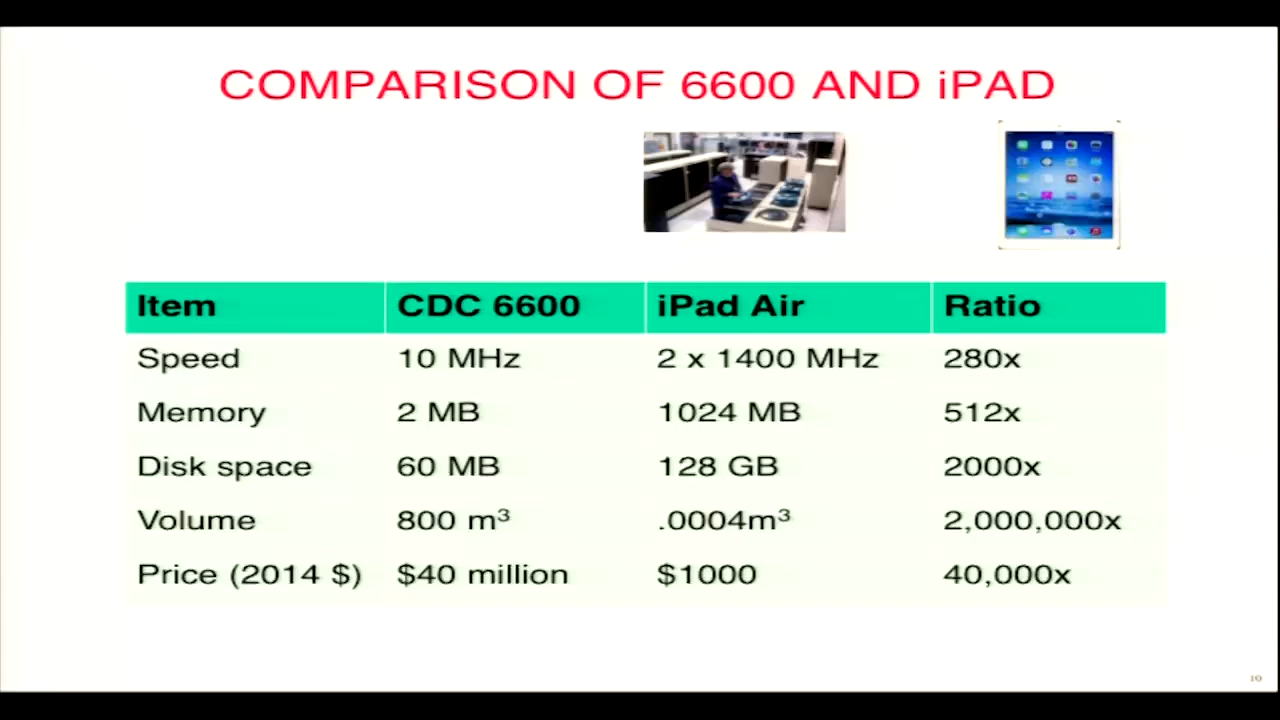 COMPARISON OF 6600 AND iPAD
Item CDC 6600 iPad Air Ratio
Speed 10 MHz 2 x 1400 MHz 280x
Memory 2 MB 1024 MB 512x
Disk space 60 MB 128 GB 2000x
Volume 800 m³ .0004m³ 2,000,000x
Price (2014 $) $40 million $1000 40,000x
10